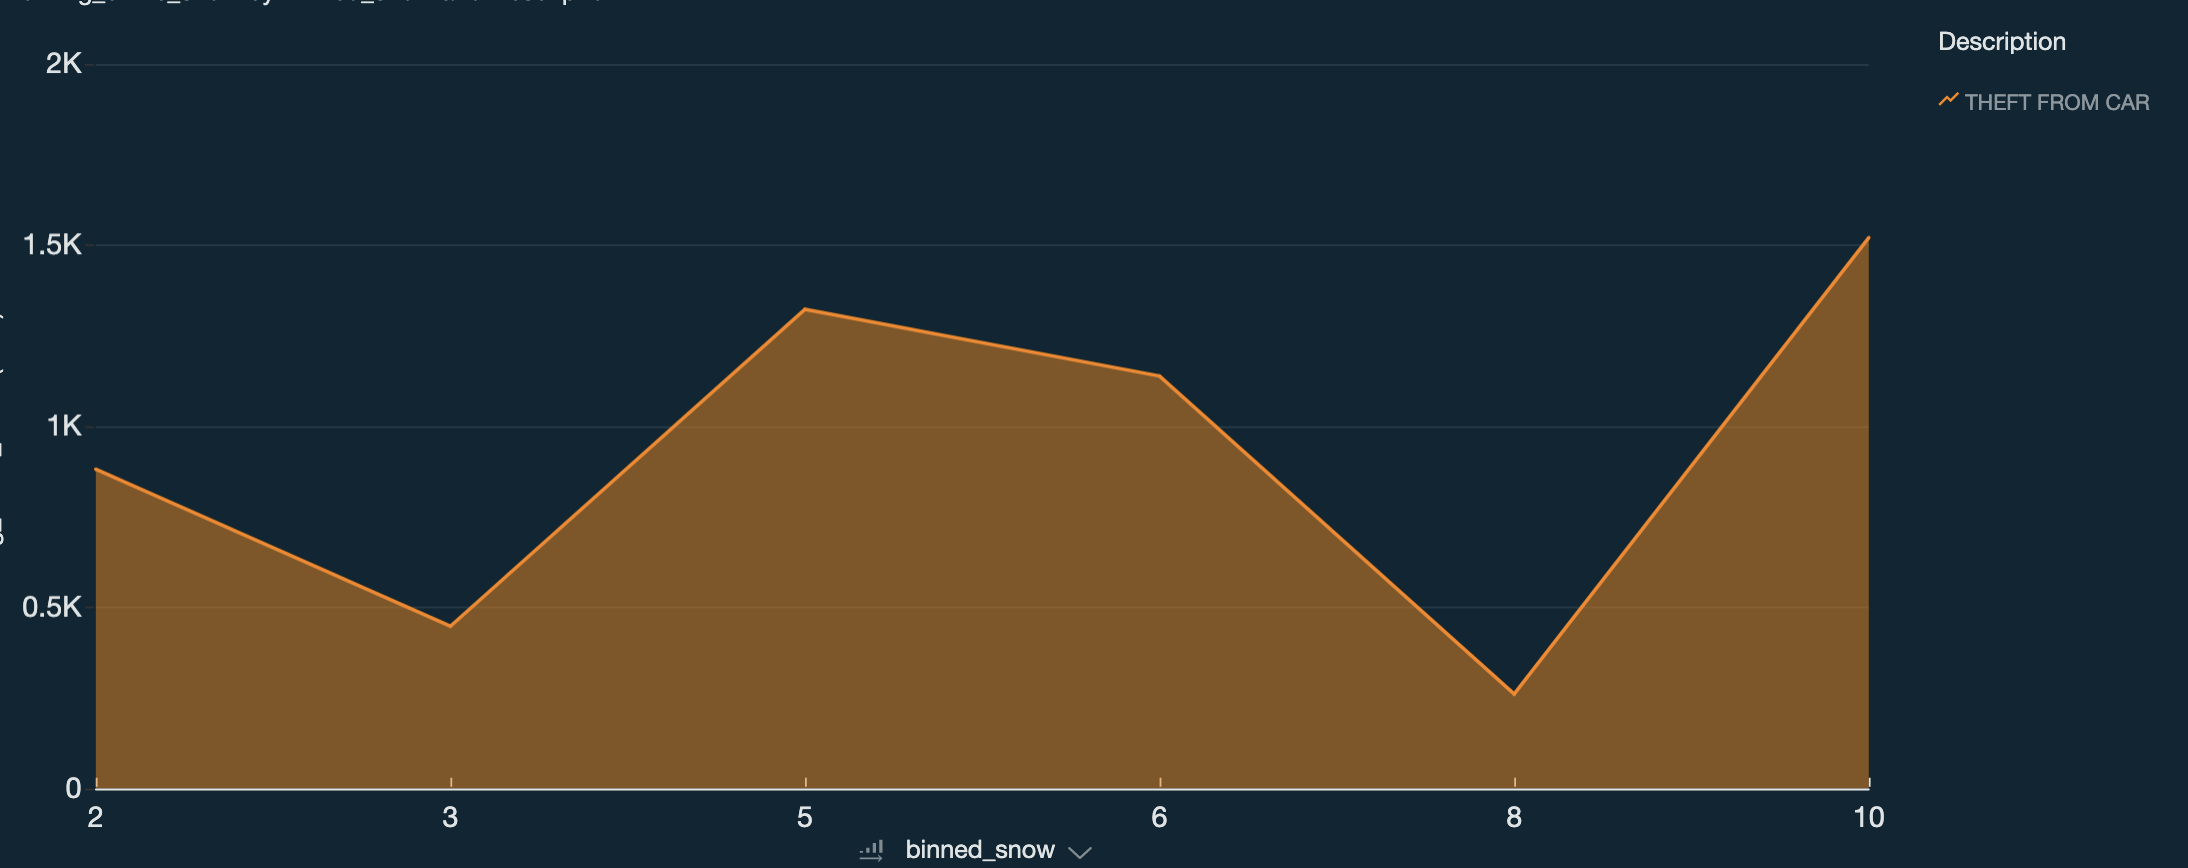 Description
THEFT FROM CAR
2K
1.5K
1K
0.5K
0
2 3 5 6 8 10
binned_snow